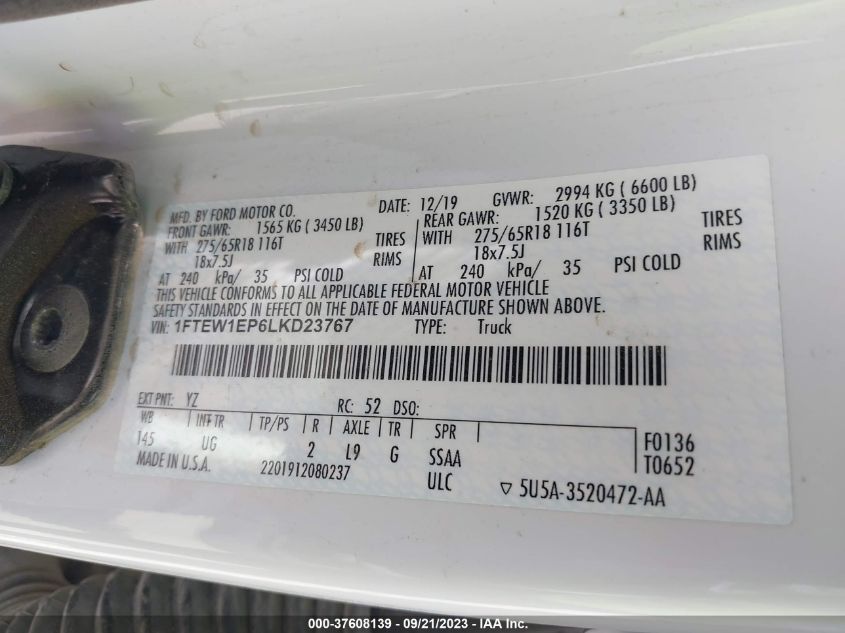 MFD. BY FORD MOTOR CO. DATE: 12/19 GVWR: 2994 KG ( 6600 LB)
FRONT GAWR: 1565 KG ( 3450 LB) REAR GAWR: 1520 KG ( 3350 LB)
WITH 275/65R18 116T TIRES WITH 275/65R18 116T TIRES
18x7.5J RIMS 18x7.5J RIMS
AT 240 kPa/ 35 PSI COLD AT 240 kPa/ 35 PSI COLD
THIS VEHICLE CONFORMS TO ALL APPLICABLE FEDERAL MOTOR VEHICLE
SAFETY STANDARDS IN EFFECT ON THE DATE OF MANUFACTURE SHOWN ABOVE.
VIN: 1FTEW1EP6LKD23767 TYPE: Truck
EXT PNT: YZ RC: 52 DSO:
WB INT TR TP/PS R AXLE TR SPR
145 UG 2 L9 G SSAA F0136
MADE IN U.S.A. 2201912080237 ULC T0652
▽ 5U5A-3520472-AA
000-37608139 - 09/21/2023 - IAA Inc.